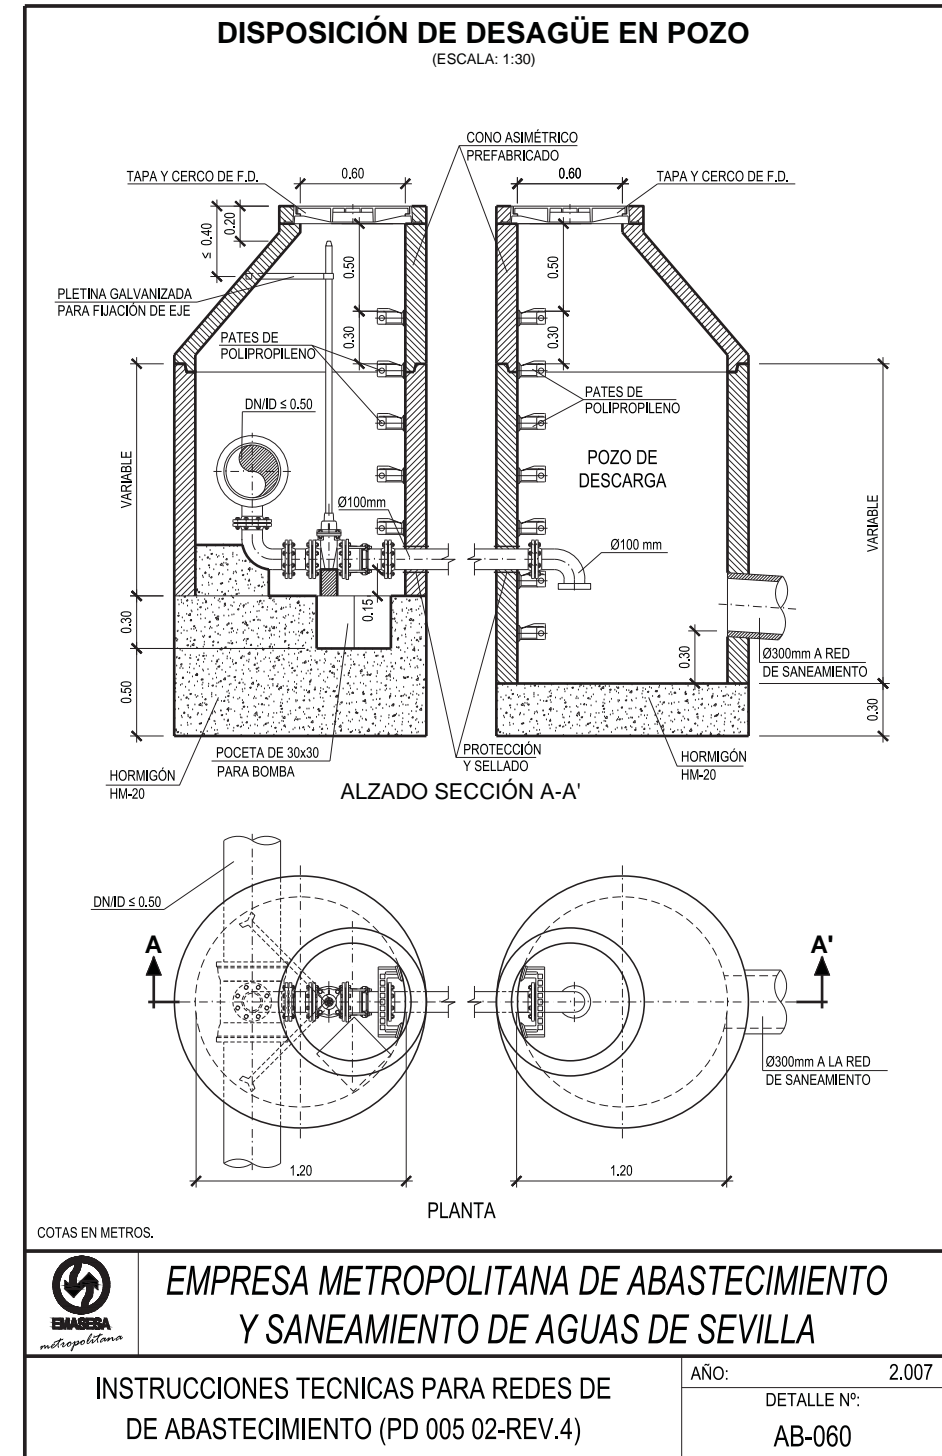 DISPOSICIÓN DE DESAGÜE EN POZO
(ESCALA: 1:30)
CONO ASIMÉTRICO
PREFABRICADO
TAPA Y CERCO DE F.D.
0.60
0.60
TAPA Y CERCO DE F.D.
≤ 0.40
0.20
0.50
0.50
PLETINA GALVANIZADA
PARA FIJACIÓN DE EJE
PATES DE
POLIPROPILENO
0.30
0.30
PATES DE
POLIPROPILENO
DN/ID ≤ 0.50
VARIABLE
POZO DE
DESCARGA
VARIABLE
Ø100mm
Ø100 mm
0.15
0.30
0.30
Ø300mm A RED
DE SANEAMIENTO
0.50
0.30
POCETA DE 30x30
PARA BOMBA
PROTECCIÓN
Y SELLADO
HORMIGÓN
HM-20
HORMIGÓN
HM-20
ALZADO SECCIÓN A-A'
DN/ID ≤ 0.50
A
A'
Ø300mm A LA RED
DE SANEAMIENTO
1.20
1.20
PLANTA
COTAS EN METROS.
EMASESA
metropolitana
EMPRESA METROPOLITANA DE ABASTECIMIENTO
Y SANEAMIENTO DE AGUAS DE SEVILLA
INSTRUCCIONES TECNICAS PARA REDES DE
DE ABASTECIMIENTO (PD 005 02-REV.4)
AÑO: 2.007
DETALLE Nº:
AB-060